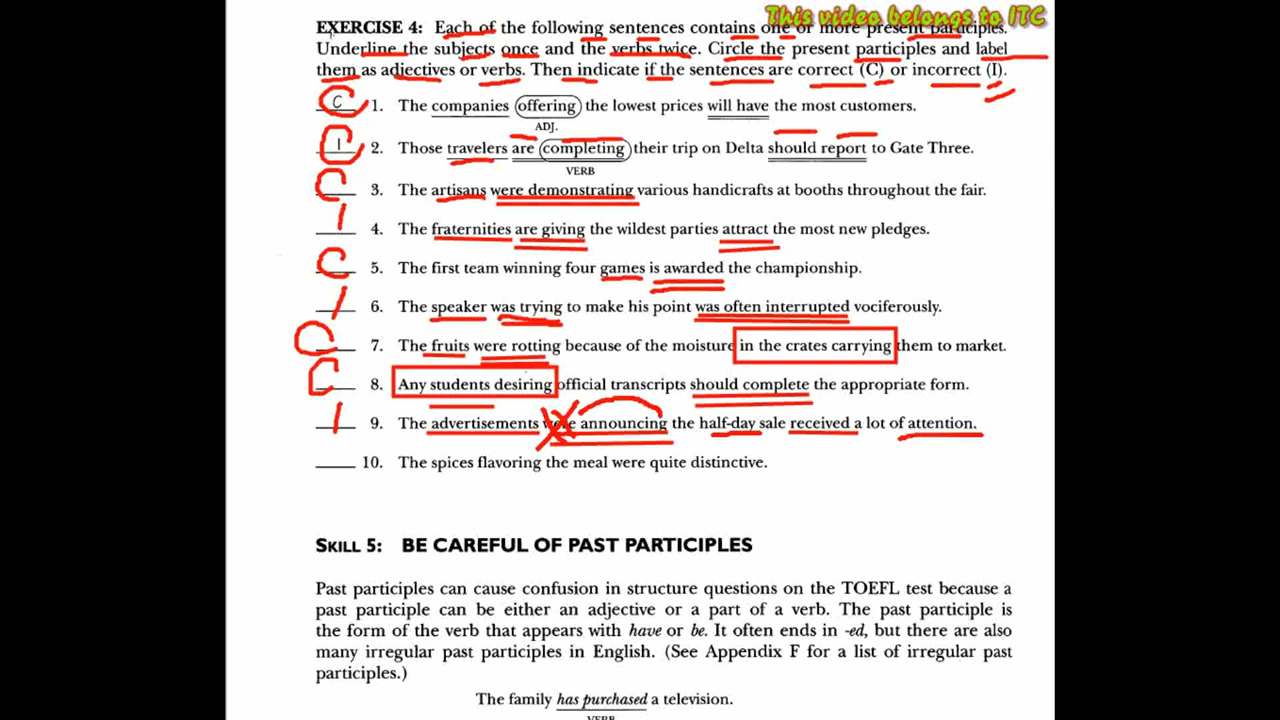 This video belongs to ITC
EXERCISE 4: Each of the following sentences contains one or more present participles.
Underline the subjects once and the verbs twice. Circle the present participles and label
them as adjectives or verbs. Then indicate if the sentences are correct (C) or incorrect (I).
C 1. The companies offering the lowest prices will have the most customers.
ADJ.
I 2. Those travelers are completing their trip on Delta should report to Gate Three.
VERB
C 3. The artisans were demonstrating various handicrafts at booths throughout the fair.
I 4. The fraternities are giving the wildest parties attract the most new pledges.
C 5. The first team winning four games is awarded the championship.
I 6. The speaker was trying to make his point was often interrupted vociferously.
C 7. The fruits were rotting because of the moisture in the crates carrying them to market.
C 8. Any students desiring official transcripts should complete the appropriate form.
I 9. The advertisements were announcing the half-day sale received a lot of attention.
10. The spices flavoring the meal were quite distinctive.
SKILL 5: BE CAREFUL OF PAST PARTICIPLES
Past participles can cause confusion in structure questions on the TOEFL test because a
past participle can be either an adjective or a part of a verb. The past participle is
the form of the verb that appears with have or be. It often ends in -ed, but there are also
many irregular past participles in English. (See Appendix F for a list of irregular past
participles.)
The family has purchased a television.
VERB